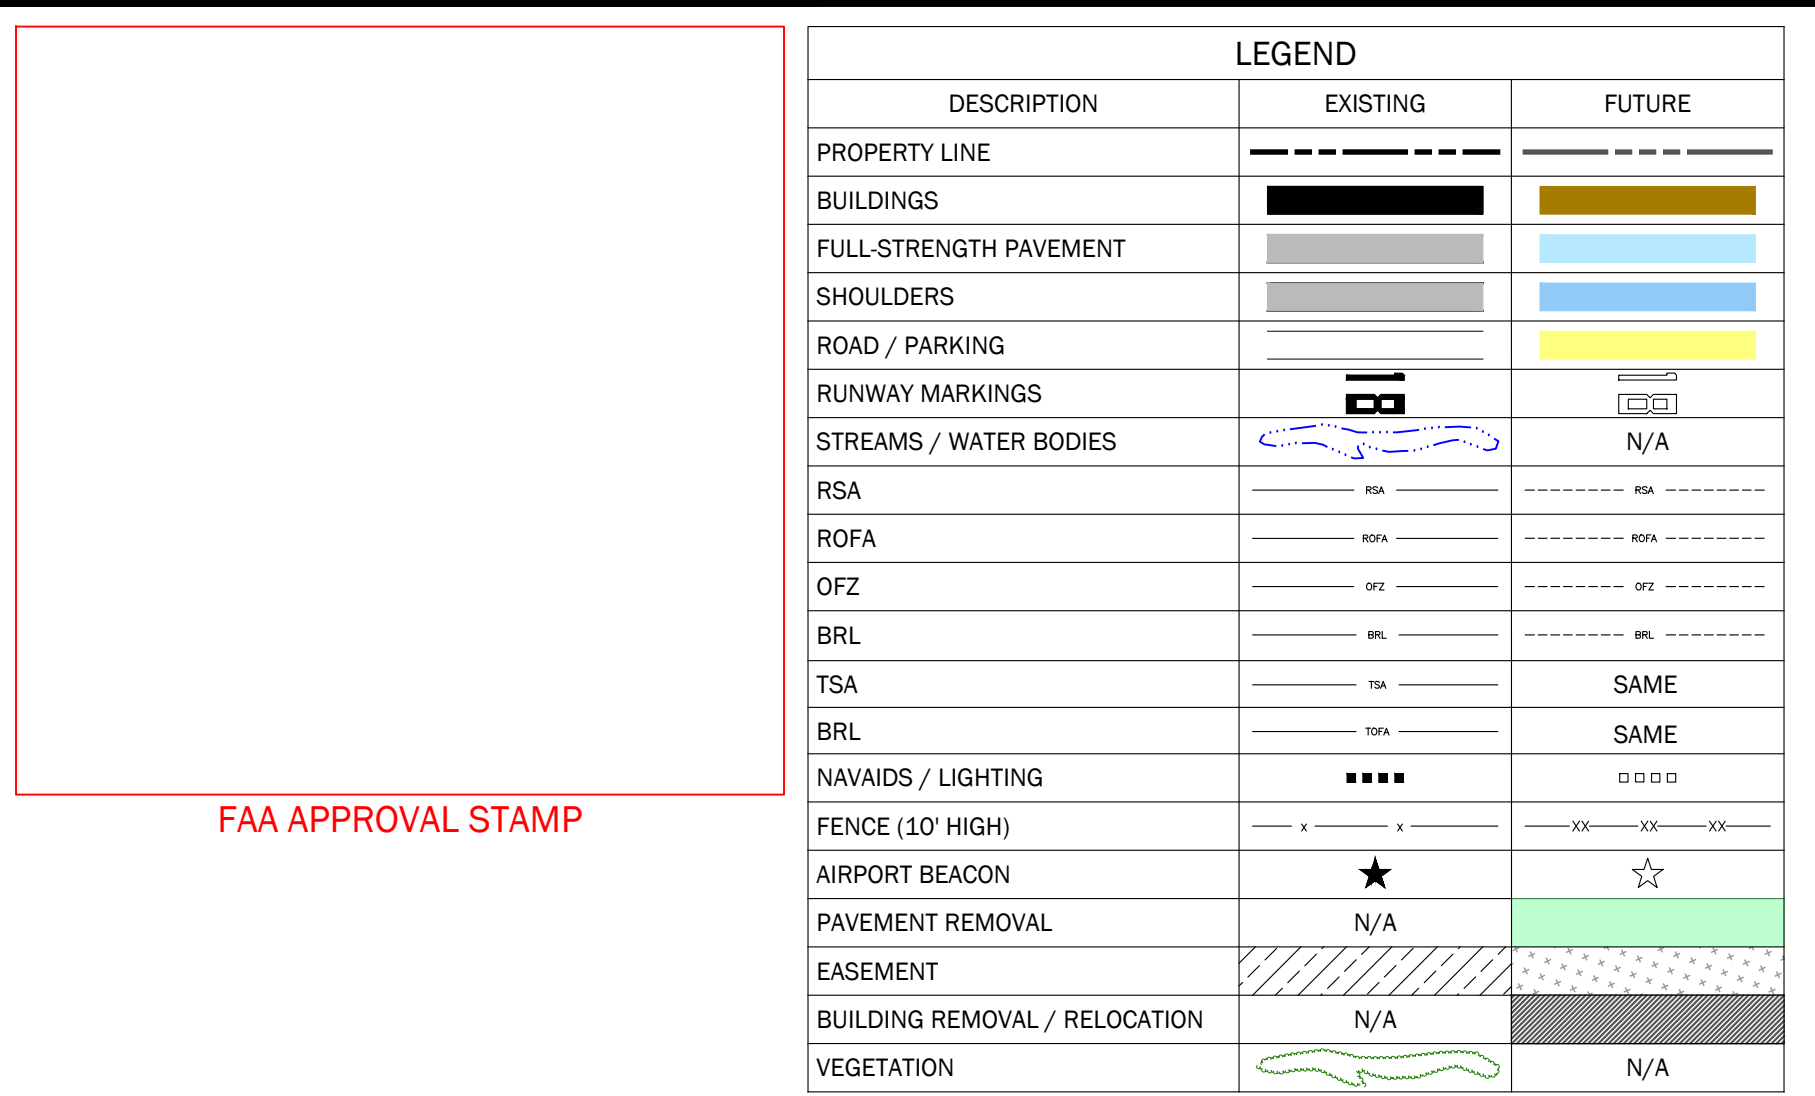 FAA APPROVAL STAMP
LEGEND
DESCRIPTION EXISTING FUTURE
PROPERTY LINE
BUILDINGS
FULL-STRENGTH PAVEMENT
SHOULDERS
ROAD / PARKING
RUNWAY MARKINGS
STREAMS / WATER BODIES N/A
RSA RSA RSA
ROFA ROFA ROFA
OFZ OFZ OFZ
BRL BRL BRL
TSA TSA SAME
BRL TOFA SAME
NAVAIDS / LIGHTING
FENCE (10' HIGH) x x XX XX XX
AIRPORT BEACON
PAVEMENT REMOVAL N/A
EASEMENT
BUILDING REMOVAL / RELOCATION N/A
VEGETATION N/A